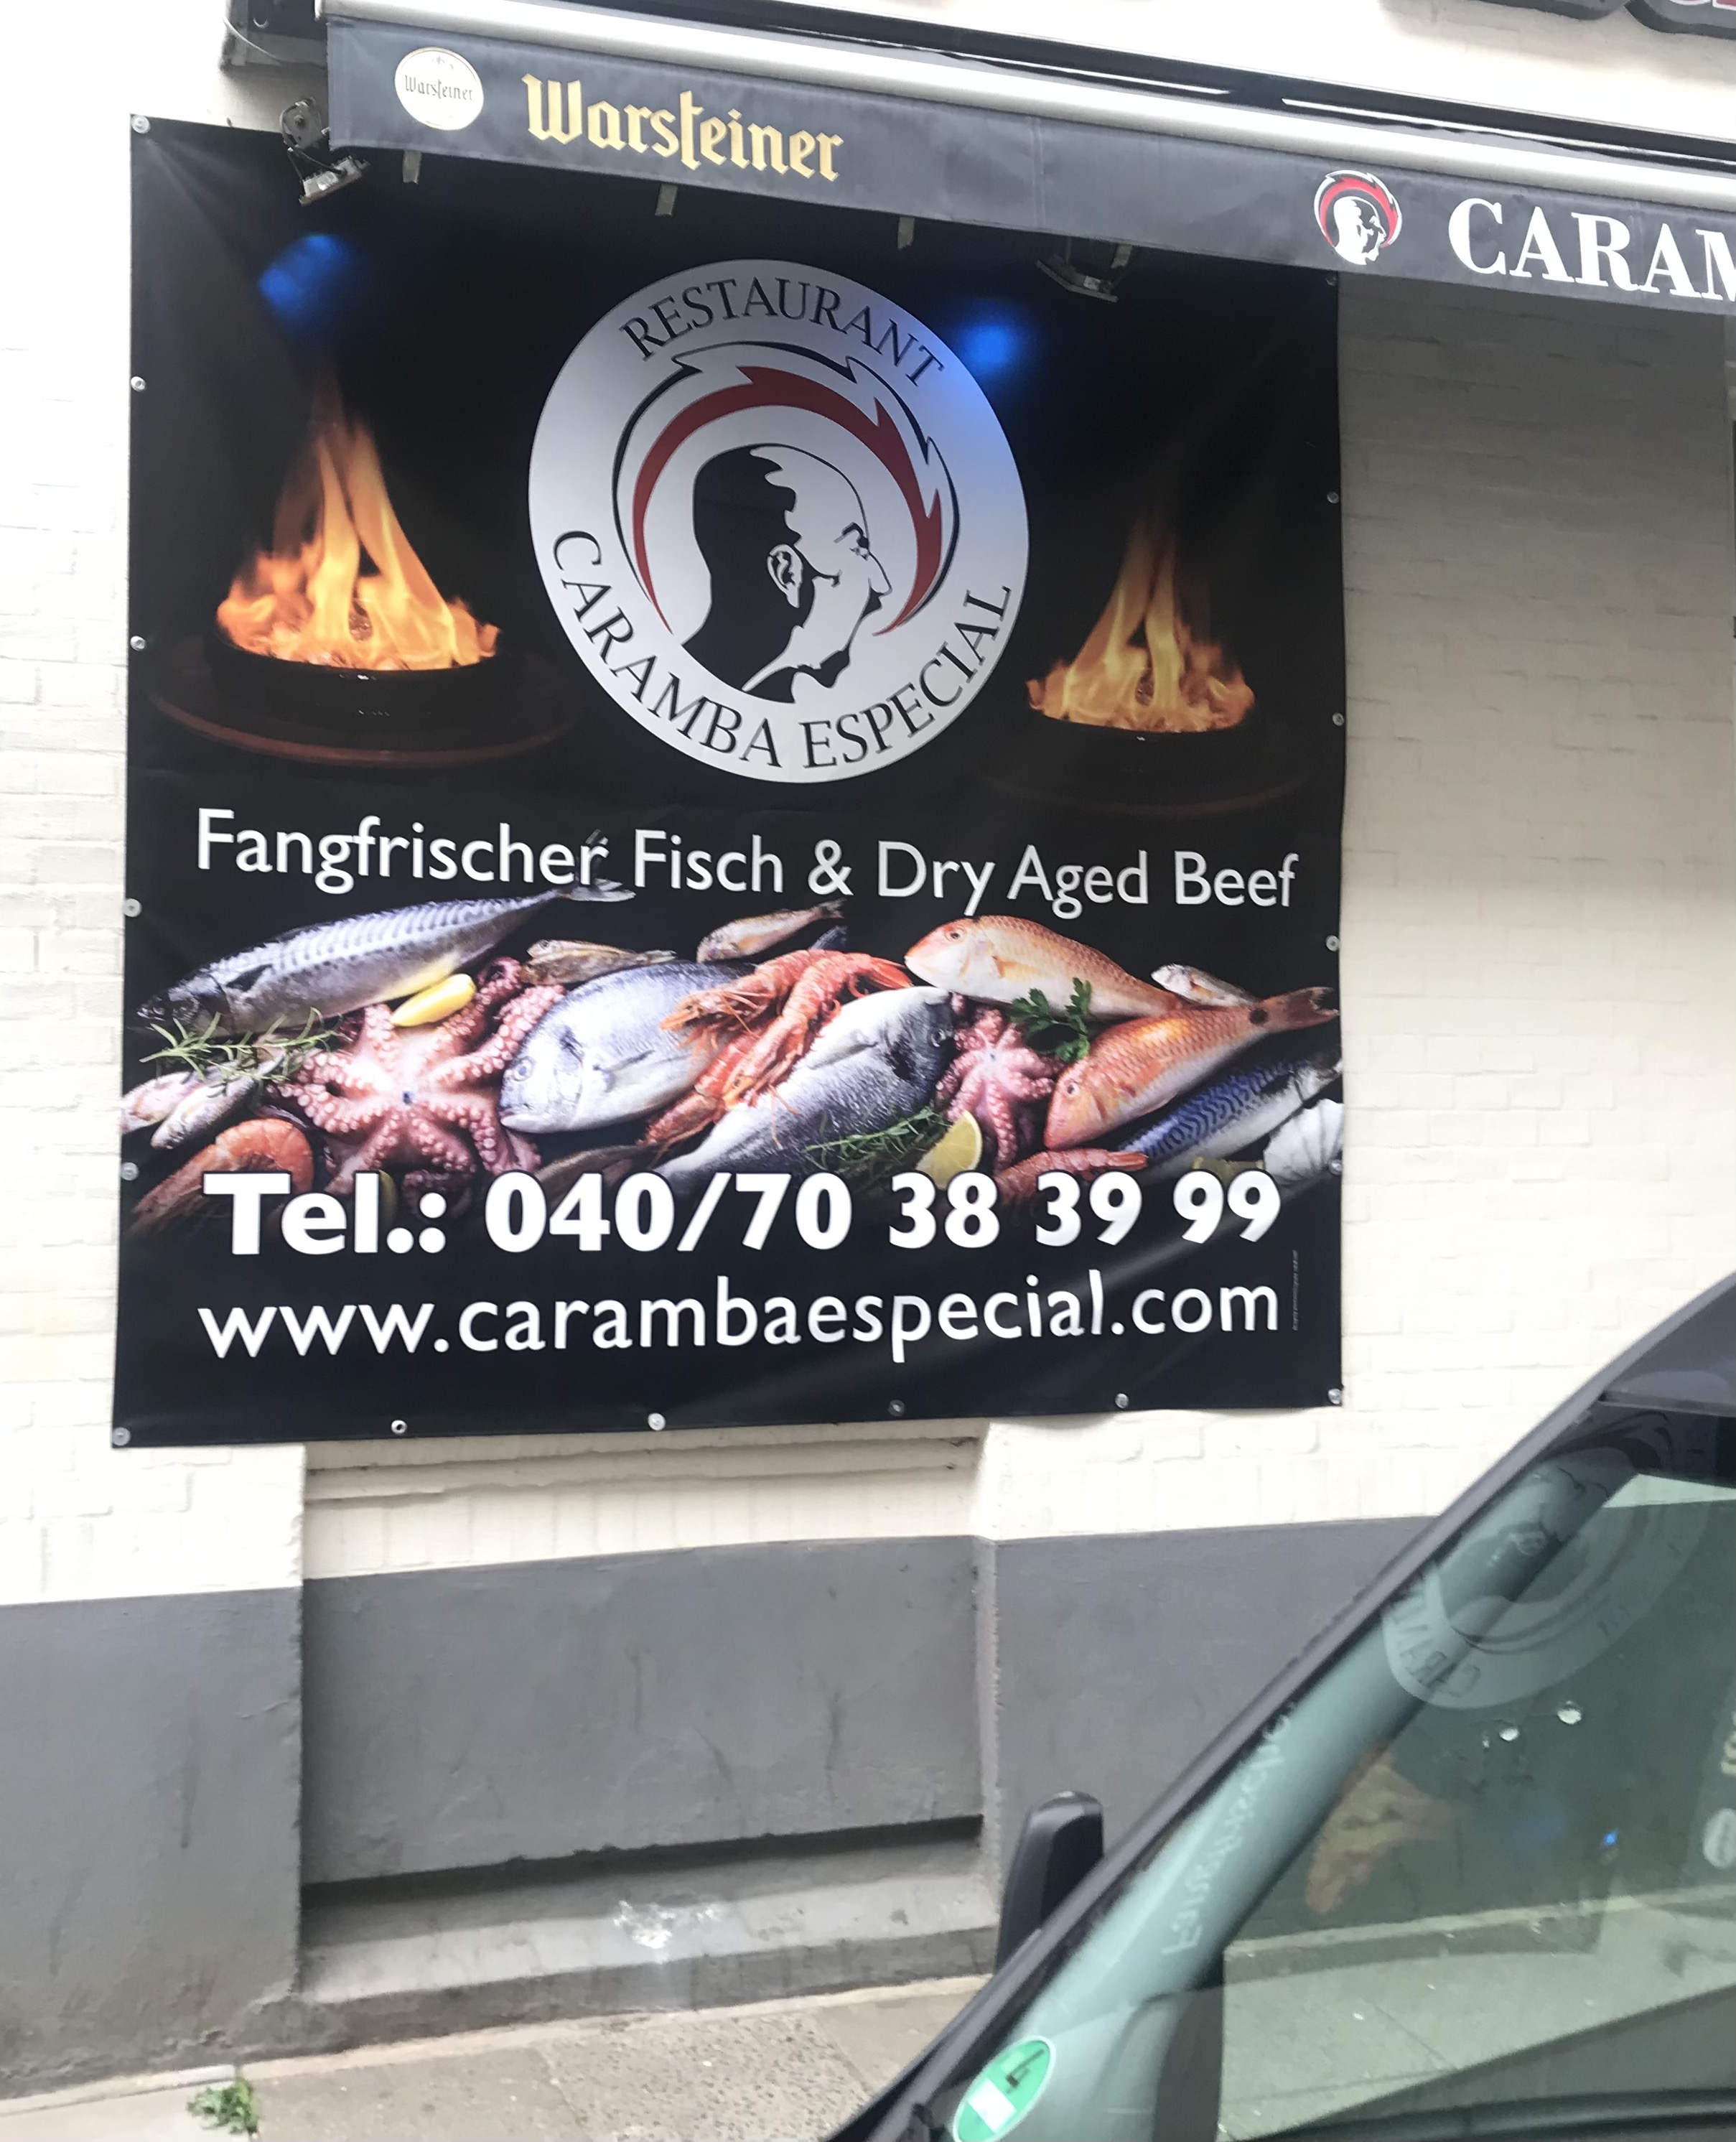 Warsteiner
Warsteiner
CARAM
RESTAURANT
CARAMBA ESPECIAL
Fangfrischer Fisch & Dry Aged Beef
Tel.: 040/70 38 39 99
www.carambaespecial.com
4